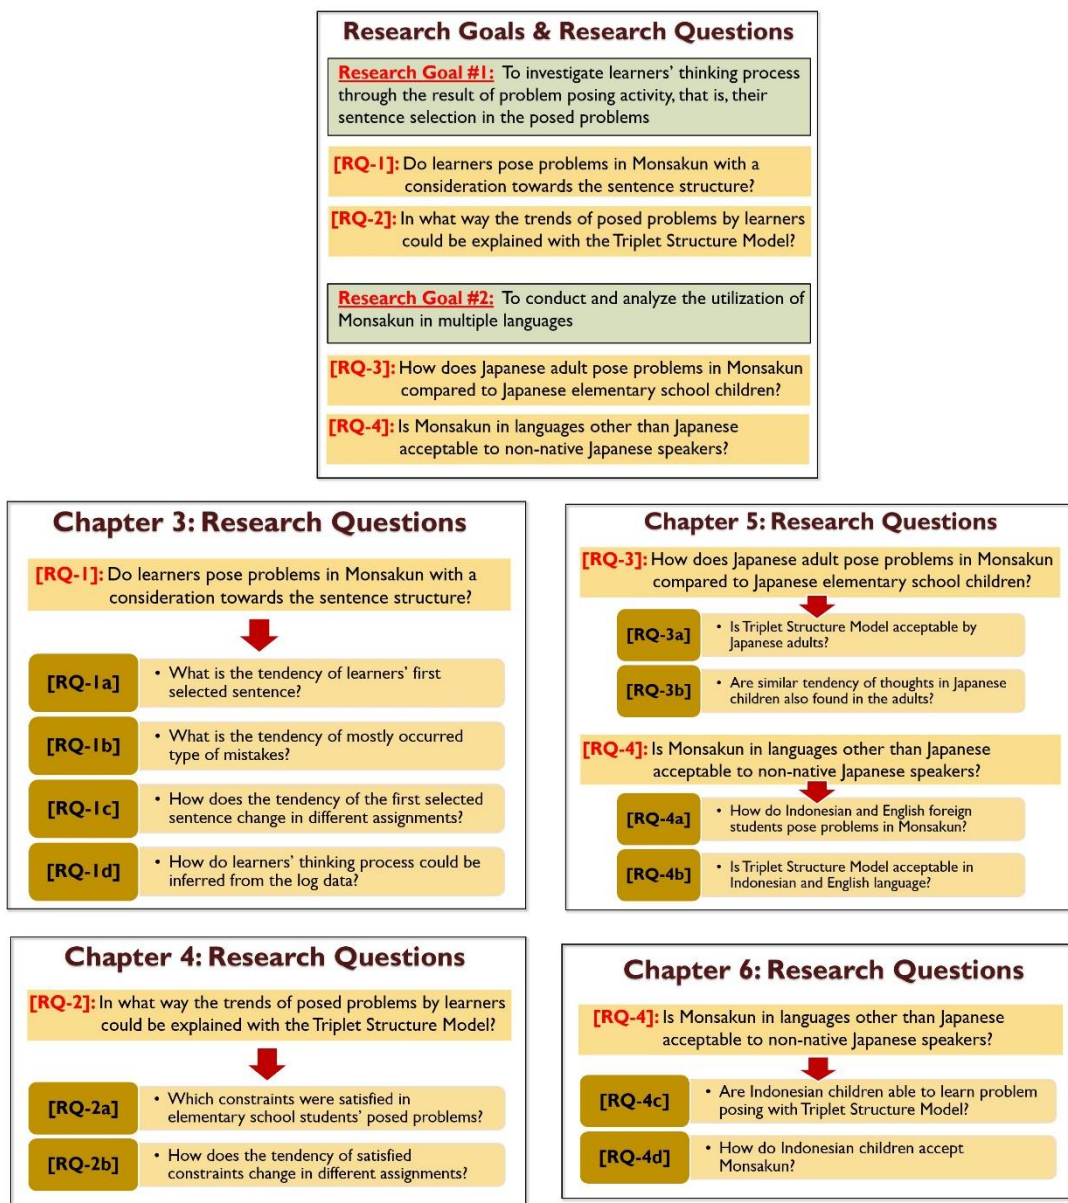 Research Goals & Research Questions
Research Goal #1: To investigate learners' thinking process
through the result of problem posing activity, that is, their
sentence selection in the posed problems
[RQ-1]: Do learners pose problems in Monsakun with a
consideration towards the sentence structure?
[RQ-2]: In what way the trends of posed problems by learners
could be explained with the Triplet Structure Model?
Research Goal #2: To conduct and analyze the utilization of
Monsakun in multiple languages
[RQ-3]: How does Japanese adult pose problems in Monsakun
compared to Japanese elementary school children?
[RQ-4]: Is Monsakun in languages other than Japanese
acceptable to non-native Japanese speakers?
Chapter 3: Research Questions
[RQ-1]: Do learners pose problems in Monsakun with a
consideration towards the sentence structure?
[RQ-1a]
• What is the tendency of learners' first
selected sentence?
[RQ-1b]
• What is the tendency of mostly occurred
type of mistakes?
[RQ-1c]
• How does the tendency of the first selected
sentence change in different assignments?
[RQ-1d]
• How do learners' thinking process could be
inferred from the log data?
Chapter 5: Research Questions
[RQ-3]: How does Japanese adult pose problems in Monsakun
compared to Japanese elementary school children?
[RQ-3a]
• Is Triplet Structure Model acceptable by
Japanese adults?
[RQ-3b]
• Are similar tendency of thoughts in Japanese
children also found in the adults?
[RQ-4]: Is Monsakun in languages other than Japanese
acceptable to non-native Japanese speakers?
[RQ-4a]
• How do Indonesian and English foreign
students pose problems in Monsakun?
[RQ-4b]
• Is Triplet Structure Model acceptable in
Indonesian and English language?
Chapter 4: Research Questions
[RQ-2]: In what way the trends of posed problems by learners
could be explained with the Triplet Structure Model?
[RQ-2a]
• Which constraints were satisfied in
elementary school students' posed problems?
[RQ-2b]
• How does the tendency of satisfied
constraints change in different assignments?
Chapter 6: Research Questions
[RQ-4]: Is Monsakun in languages other than Japanese
acceptable to non-native Japanese speakers?
[RQ-4c]
• Are Indonesian children able to learn problem
posing with Triplet Structure Model?
[RQ-4d]
• How do Indonesian children accept
Monsakun?